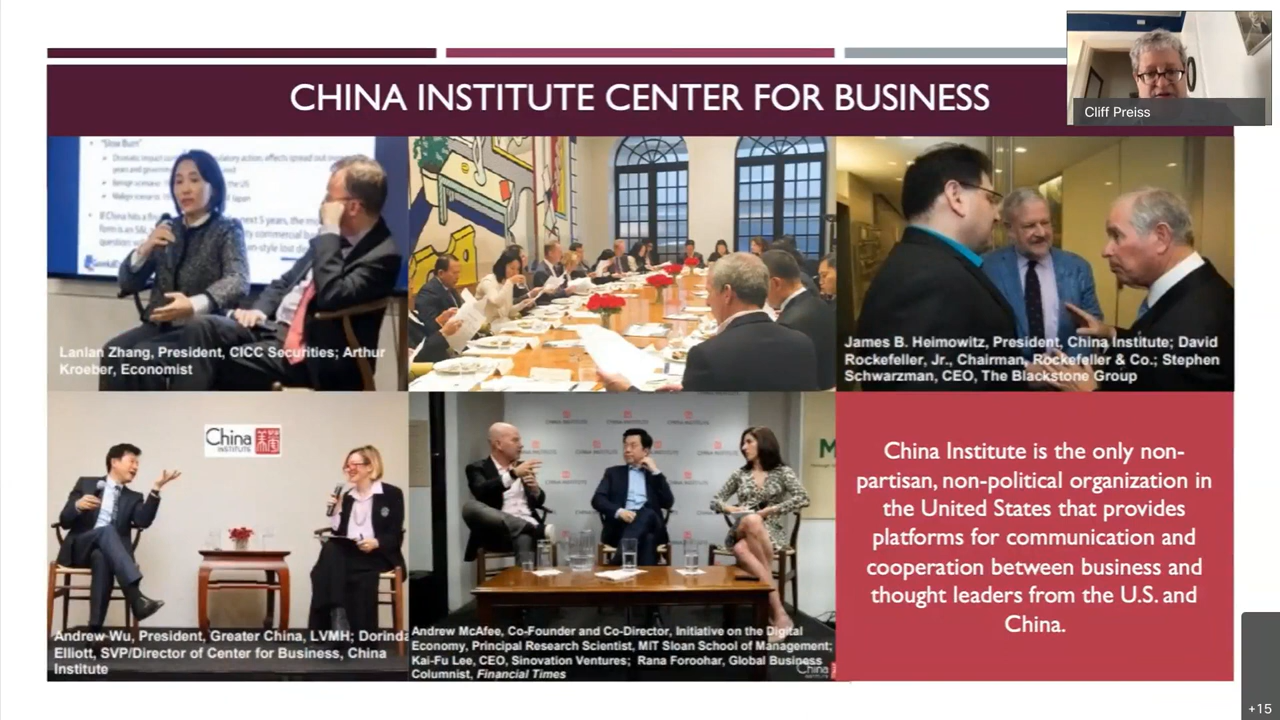 CHINA INSTITUTE CENTER FOR BUSINESS
Cliff Preiss
"Slow Burn"
Lanlan Zhang, President, CICC Securities; Arthur
Kroeber, Economist
James B. Heimowitz, President, China Institute; David
Rockefeller, Jr., Chairman, Rockefeller & Co.; Stephen
Schwarzman, CEO, The Blackstone Group
China
INSTITUTE
Andrew Wu, President, Greater China, LVMH; Dorinda
Elliott, SVP/Director of Center for Business, China
Institute
CHINA INSTITUTE
Andrew McAfee, Co-Founder and Co-Director, Initiative on the Digital
Economy, Principal Research Scientist, MIT Sloan School of Management;
Kai-Fu Lee, CEO, Sinovation Ventures; Rana Foroohar, Global Business
Columnist, Financial Times
China Institute is the only non-
partisan, non-political organization in
the United States that provides
platforms for communication and
cooperation between business and
thought leaders from the U.S. and
China.
+15